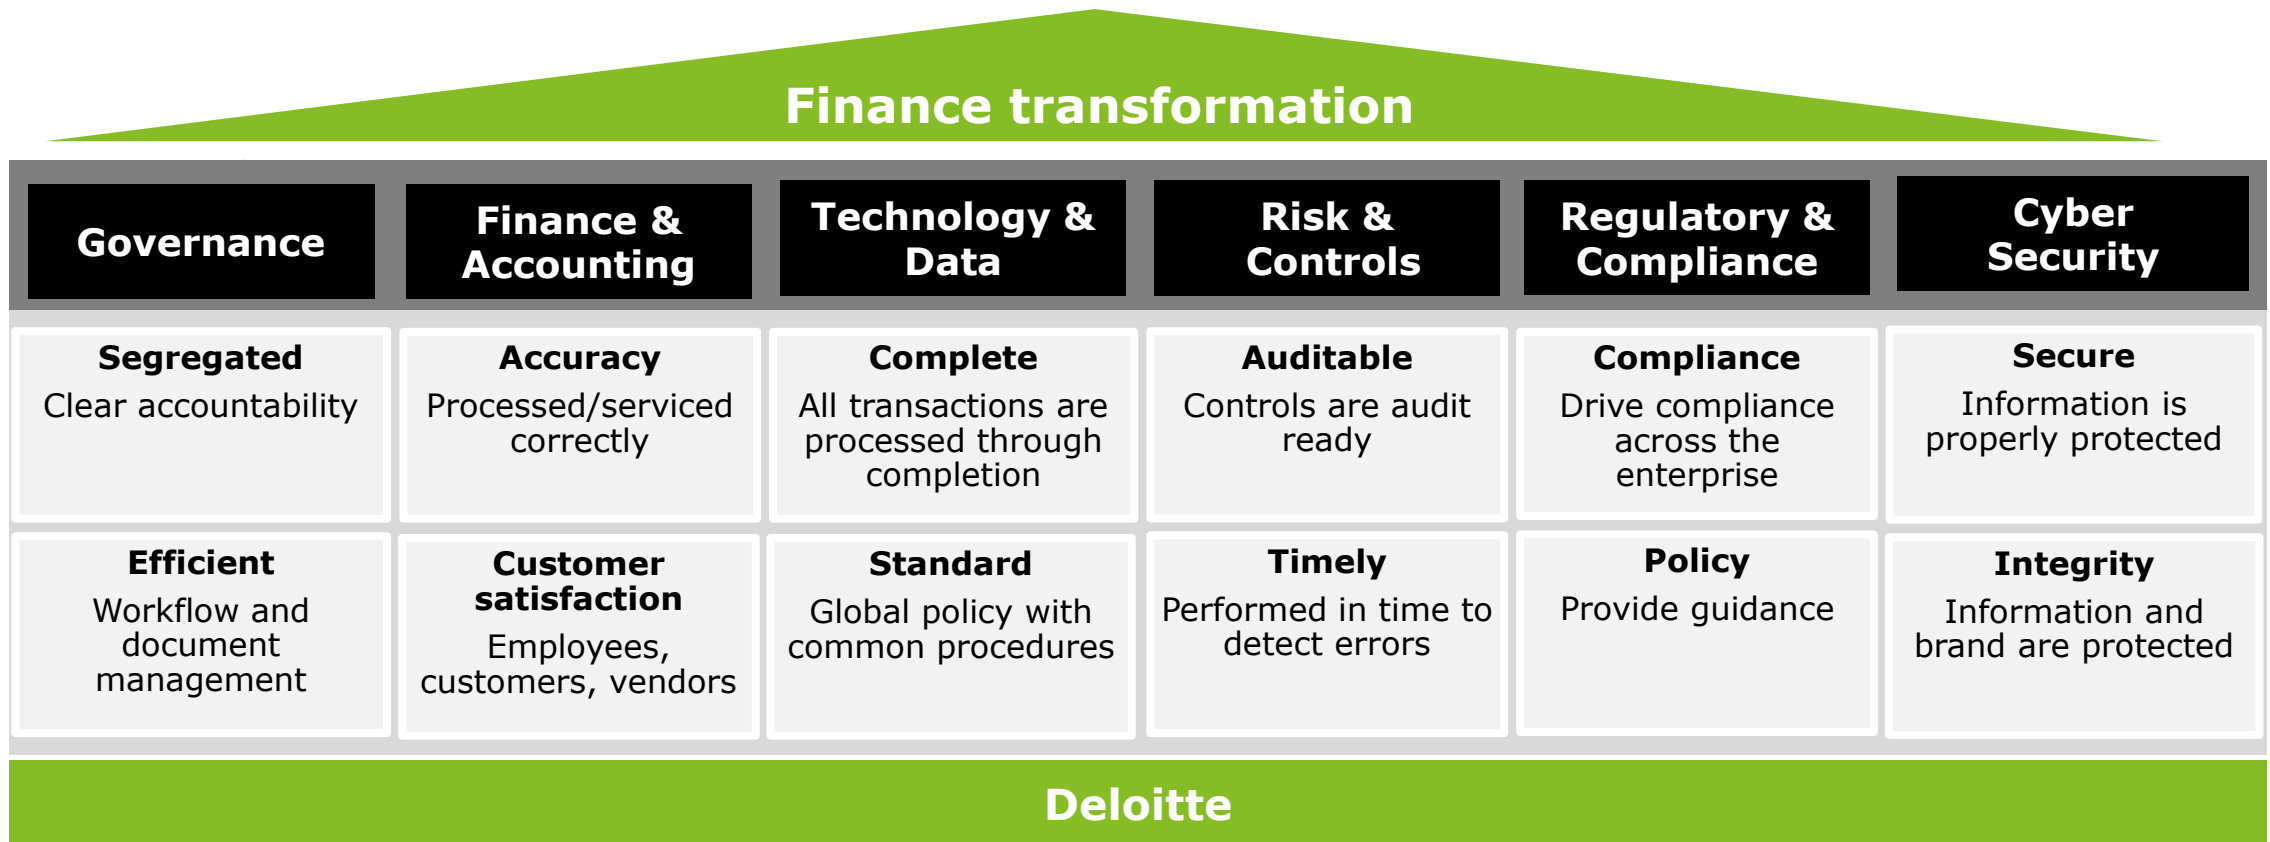 Finance transformation
Governance
Finance &
Accounting
Technology &
Data
Risk &
Controls
Regulatory &
Compliance
Cyber
Security
Segregated
Clear accountability
Accuracy
Processed/serviced
correctly
Complete
All transactions are
processed through
completion
Auditable
Controls are audit
ready
Compliance
Drive compliance
across the
enterprise
Secure
Information is
properly protected
Efficient
Workflow and
document
management
Customer
satisfaction
Employees,
customers, vendors
Standard
Global policy with
common procedures
Timely
Performed in time to
detect errors
Policy
Provide guidance
Integrity
Information and
brand are protected
Deloitte